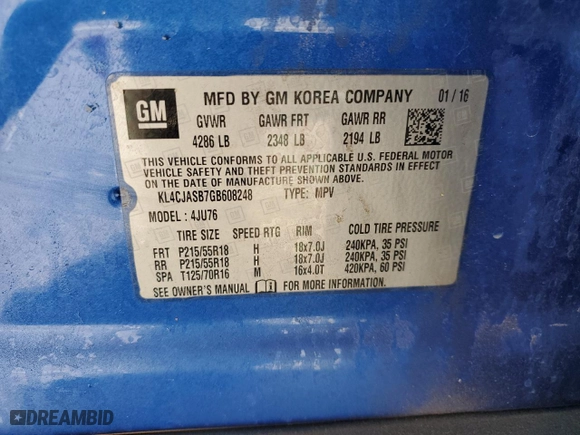 GM
MFD BY GM KOREA COMPANY 01 / 16
GVWR GAWR FRT GAWR RR
4286 LB 2348 LB 2194 LB
THIS VEHICLE CONFORMS TO ALL APPLICABLE U.S. FEDERAL MOTOR
VEHICLE SAFETY AND THEFT PREVENTION STANDARDS IN EFFECT
ON THE DATE OF MANUFACTURE SHOWN ABOVE.
KL4CJASB7GB608248 TYPE: MPV
MODEL : 4JU76
TIRE SIZE SPEED RTG RIM COLD TIRE PRESSURE
FRT P215/55R18 H 18x7.0J 240KPA, 35 PSI
RR P215/55R18 H 18x7.0J 240KPA, 35 PSI
SPA T125/70R16 M 16x4.0T 420KPA, 60 PSI
SEE OWNER'S MANUAL FOR MORE INFORMATION.
DREAMBID